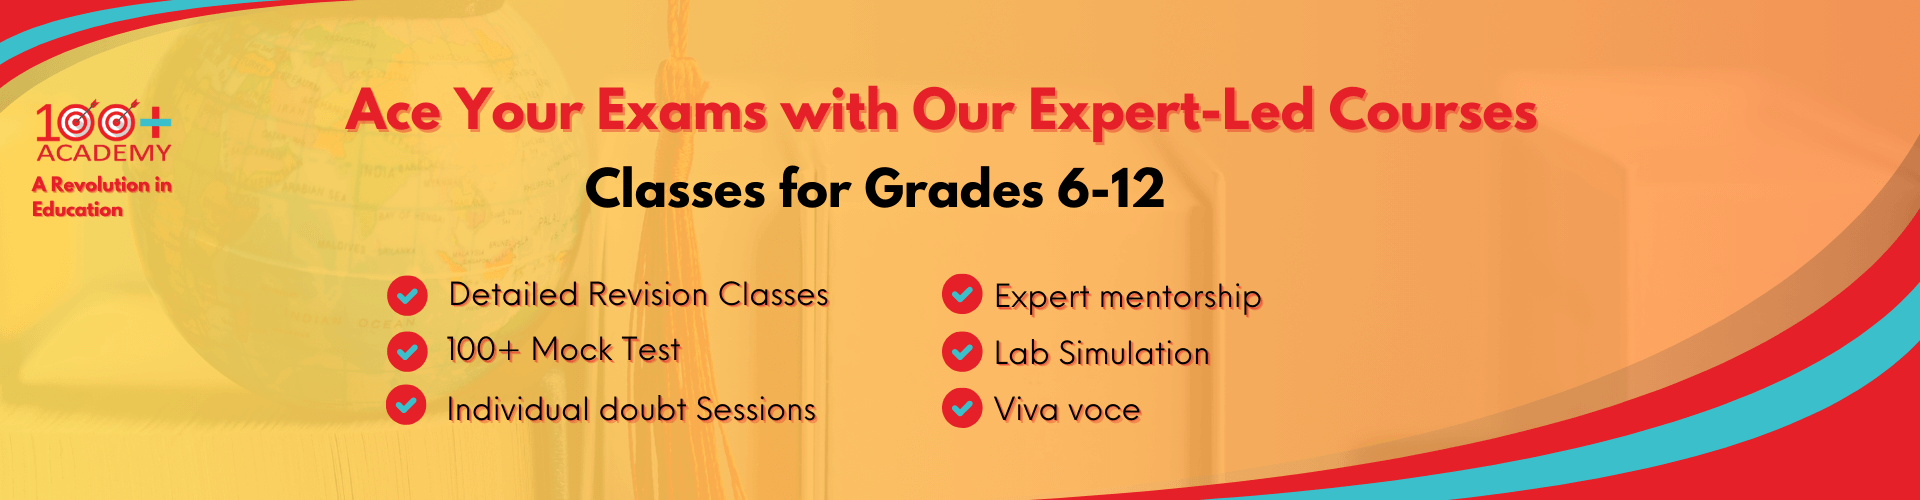 100+
ACADEMY
A Revolution in
Education
Ace Your Exams with Our Expert-Led Courses
Classes for Grades 6-12
Detailed Revision Classes
100+ Mock Test
Individual doubt Sessions
Expert mentorship
Lab Simulation
Viva voce